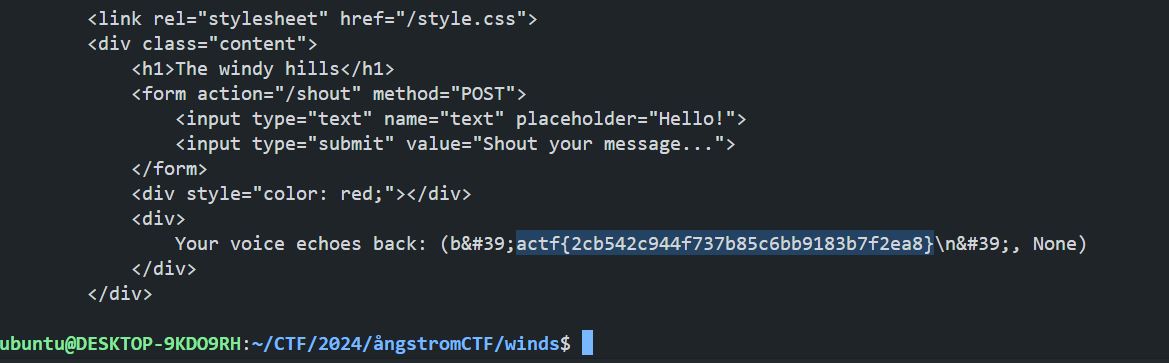 <link rel="stylesheet" href="/style.css">
<div class="content">
<h1>The windy hills</h1>
<form action="/shout" method="POST">
<input type="text" name="text" placeholder="Hello!">
<input type="submit" value="Shout your message...">
</form>
<div style="color: red;"></div>
<div>
Your voice echoes back: (b&#39;actf{2cb542c944f737b85c6bb9183b7f2ea8}\n&#39;, None)
</div>
</div>
ubuntu@DESKTOP-9KDO9RH:~/CTF/2024/ångstromCTF/winds$